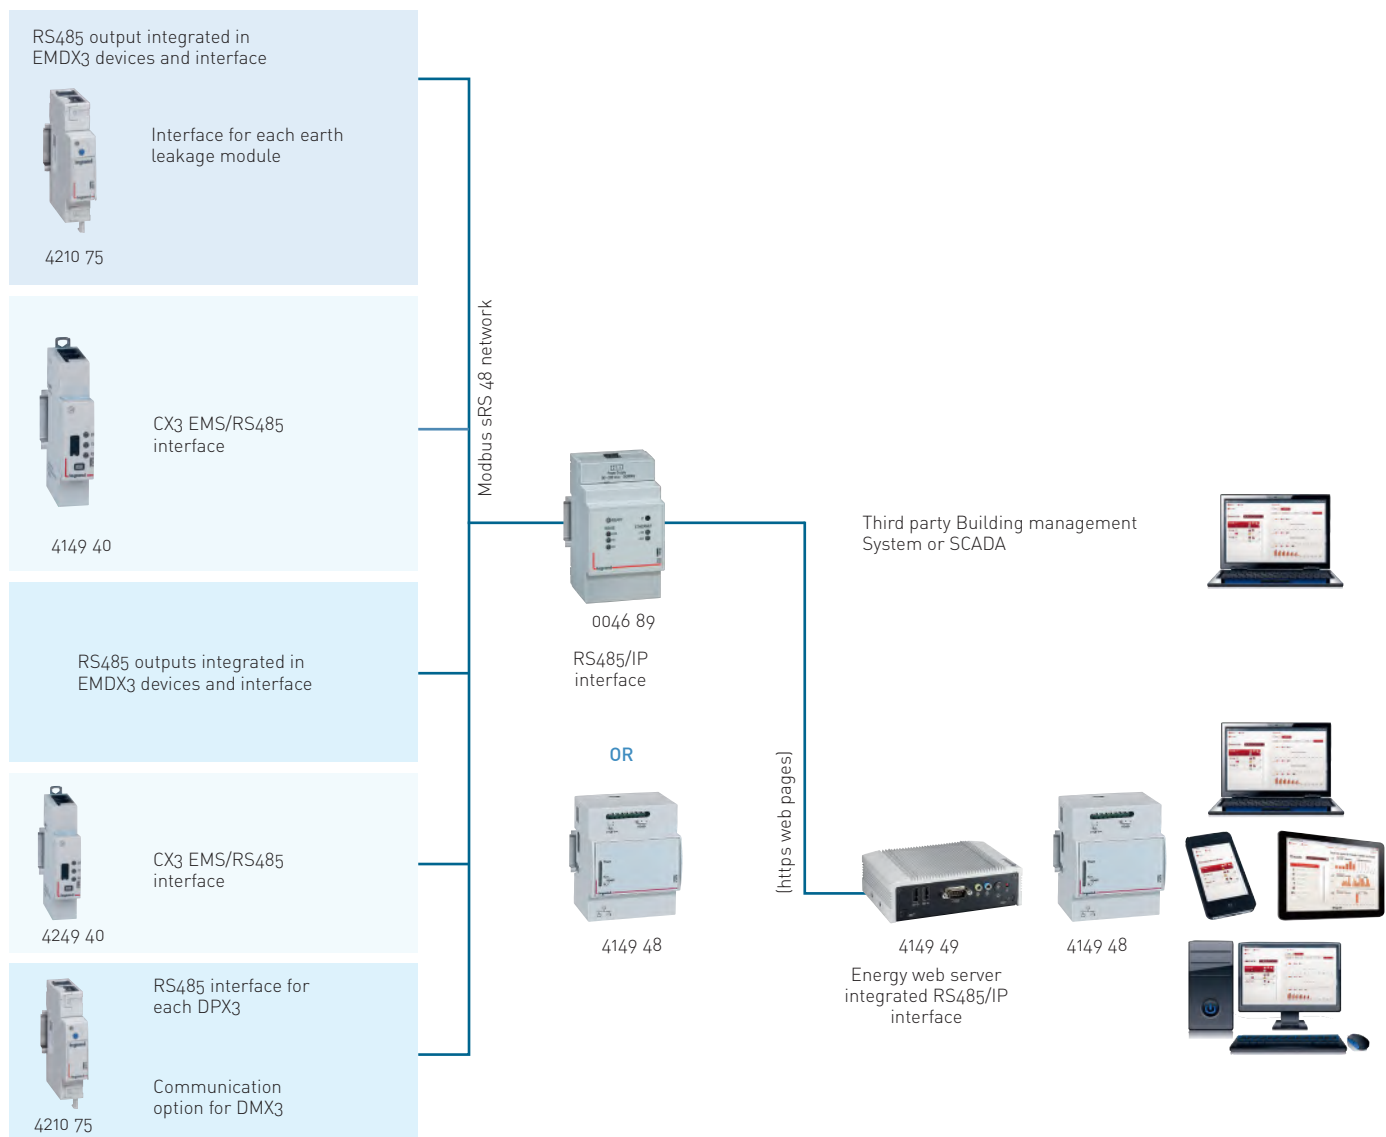 RS485 output integrated in
EMDX3 devices and interface
Interface for each earth
leakage module
4210 75
CX3 EMS/RS485
interface
4149 40
RS485 outputs integrated in
EMDX3 devices and interface
CX3 EMS/RS485
interface
4249 40
RS485 interface for
each DPX3
Communication
option for DMX3
4210 75
Modbus sRS 48 network
legrand
0046 89
RS485/IP
interface
OR
4149 48
(https web pages)
Third party Building management
System or SCADA
4149 49
Energy web server
integrated RS485/IP
interface
4149 48